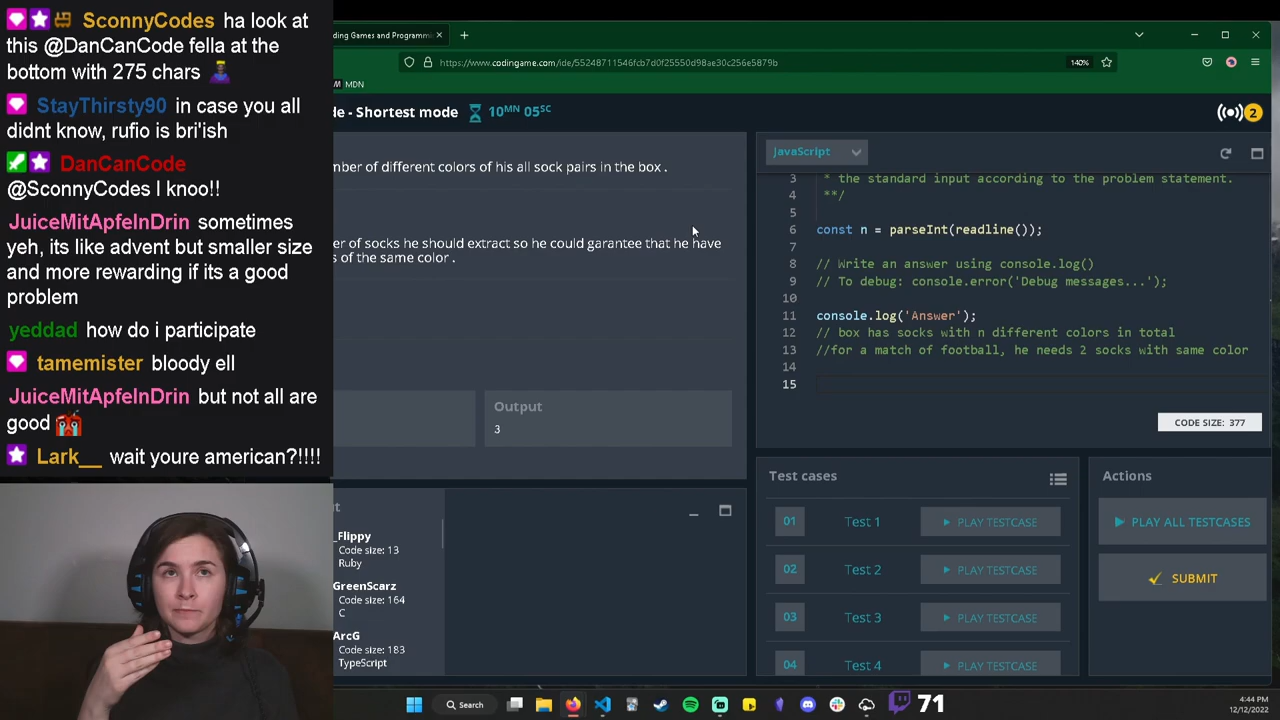 SconnyCodes ha look at
this @DanCanCode fella at the
bottom with 275 chars
StayThirsty90 in case you all
didnt know, rufio is bri'ish
DanCanCode
@SconnyCodes I knoo!!
JuiceMitApfelnDrin sometimes
yeh, its like advent but smaller size
and more rewarding if its a good
problem
yeddad how do i participate
tamemister bloody ell
JuiceMitApfelnDrin but not all are
good
Lark__ wait youre american?!!!!
ding Games and Programmi
https://www.codingame.com/ide/55248711546fcb7d0f25550d98ae30c256e5879b
140%
MDN
de - Shortest mode
10MN 05SC
2
mber of different colors of his all sock pairs in the box .
er of socks he should extract so he could garantee that he have
s of the same color .
Output
3
t
_Flippy
Code size: 13
Ruby
GreenScarz
Code size: 164
C
ArcG
Code size: 183
TypeScript
JavaScript
3 * the standard input according to the problem statement.
4 **/
5
6 const n = parseInt(readline());
7
8 // Write an answer using console.log()
9 // To debug: console.error('Debug messages...');
10
11 console.log('Answer');
12 // box has socks with n different colors in total
13 //for a match of football, he needs 2 socks with same color
14
15
CODE SIZE: 377
Test cases
01 Test 1 PLAY TESTCASE
02 Test 2 PLAY TESTCASE
03 Test 3 PLAY TESTCASE
04 Test 4 PLAY TESTCASE
Actions
PLAY ALL TESTCASES
SUBMIT
Search
71
4:44 PM
12/12/2022